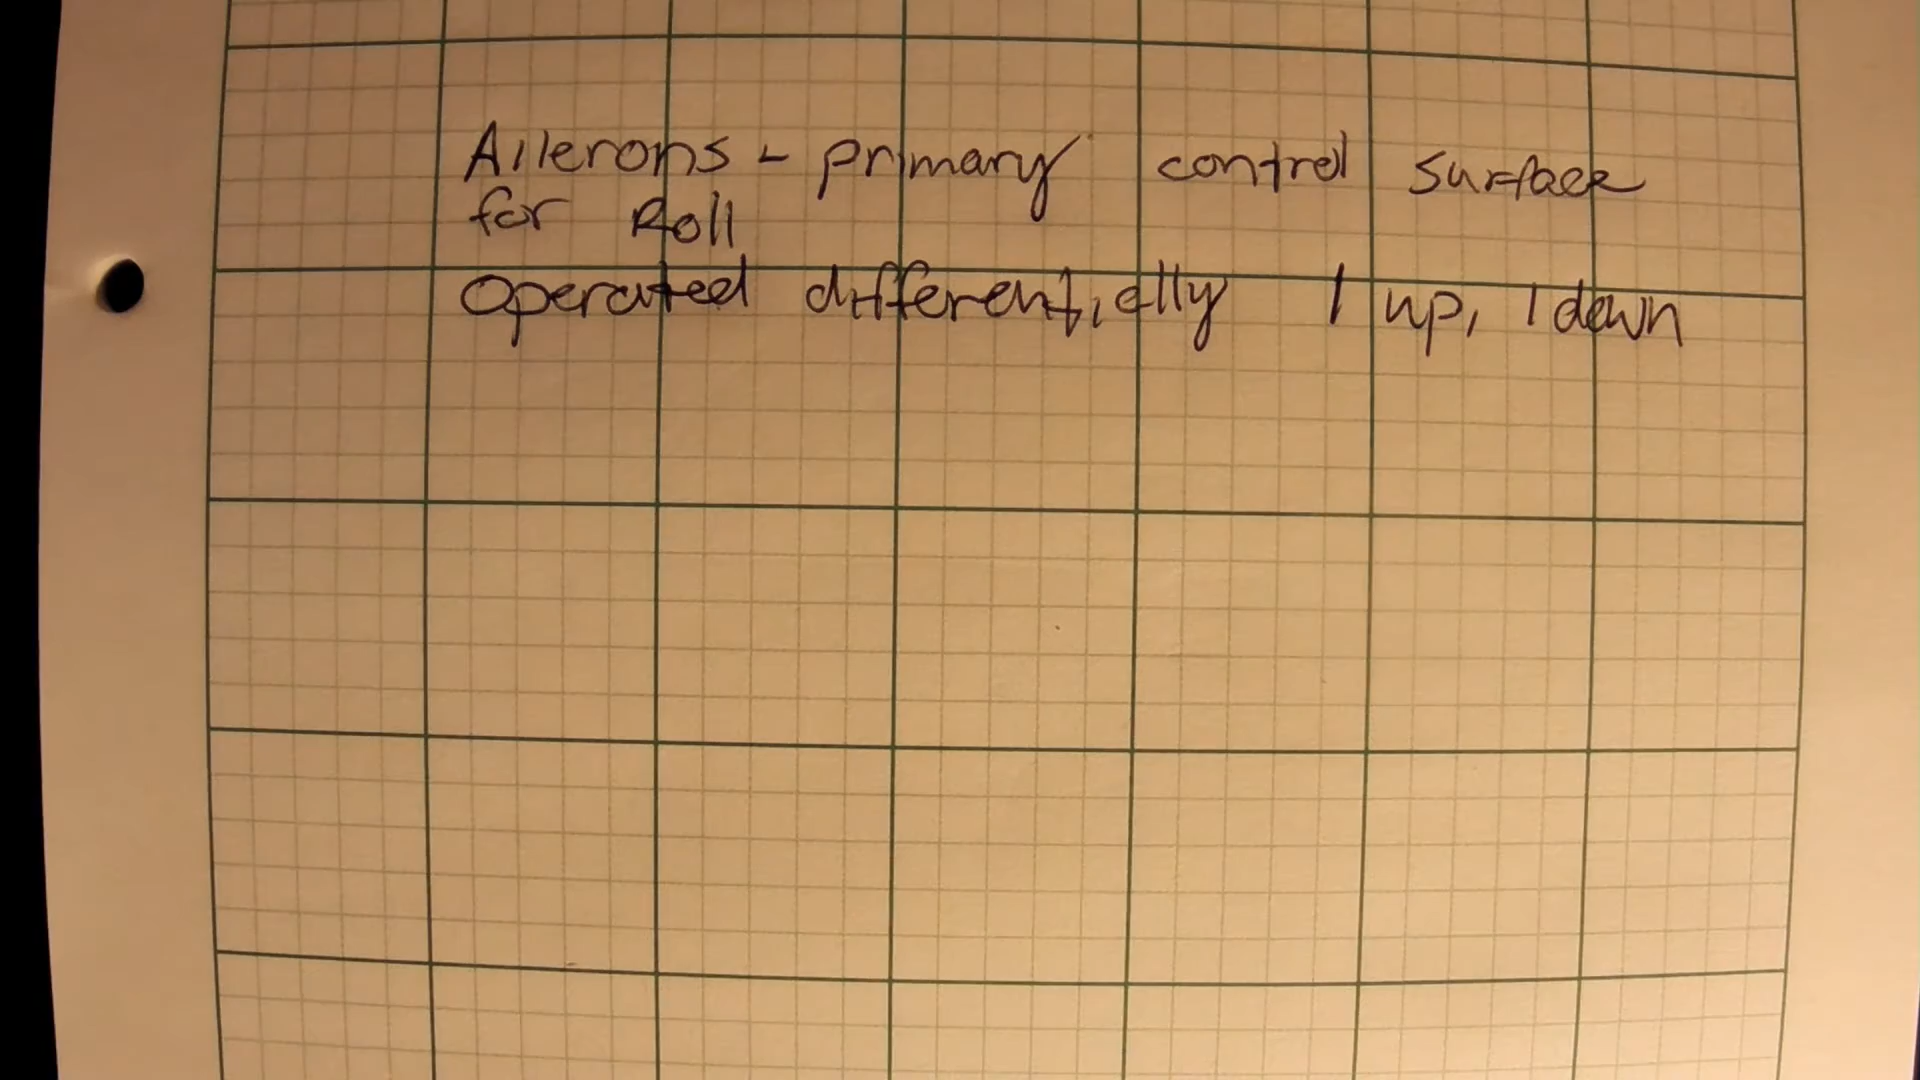 Ailerons - primary control surface
for Roll
Operated differentially 1 up, 1 down